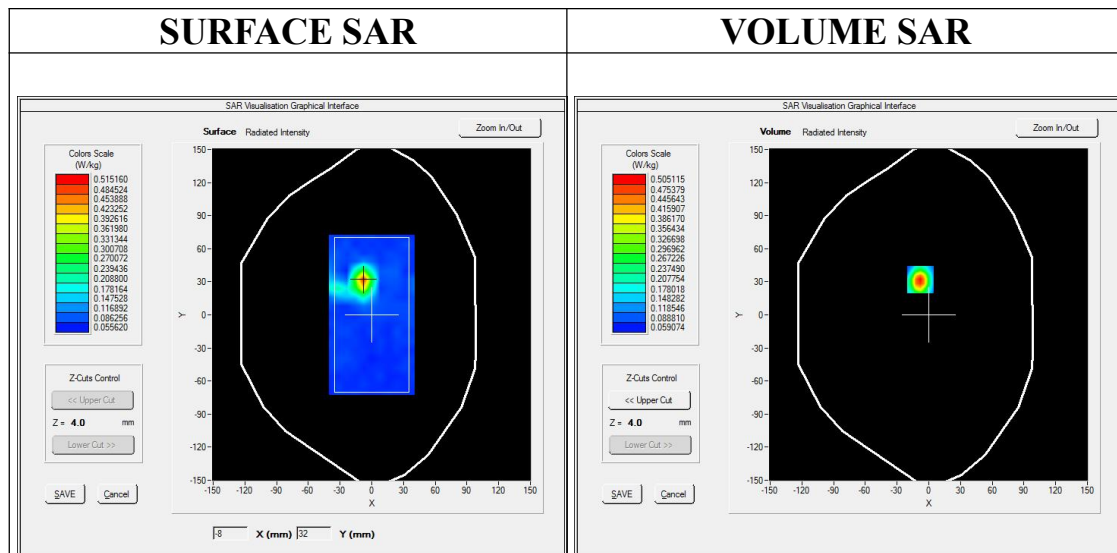 SURFACE SAR
VOLUME SAR
SAR Visualisation Graphical Interface
Surface Radiated Intensity
Zoom In/Out
Colors Scale
(W/kg)
0.515160
0.484524
0.453888
0.423252
0.392616
0.361980
0.331344
0.300708
0.270072
0.239436
0.208800
0.178164
0.147528
0.116892
0.086256
0.055620
Z-Cuts Control
<< Upper Cut
Z = 4.0 mm
Lower Cut >>
SAVE
Cancel
150
120
90
60
30
0
-30
-60
-90
-120
-150
Y
-150 -120 -90 -60 -30 0 30 60 90 120 150
X
-8 X (mm) 32 Y (mm)
SAR Visualisation Graphical Interface
Volume Radiated Intensity
Zoom In/Out
Colors Scale
(W/kg)
0.505115
0.475379
0.445643
0.415907
0.386170
0.356434
0.326698
0.296962
0.267226
0.237490
0.207754
0.178018
0.148282
0.118546
0.088810
0.059074
Z-Cuts Control
<< Upper Cut
Z = 4.0 mm
Lower Cut >>
SAVE
Cancel
150
120
90
60
30
0
-30
-60
-90
-120
-150
Y
-150 -120 -90 -60 -30 0 30 60 90 120 150
X